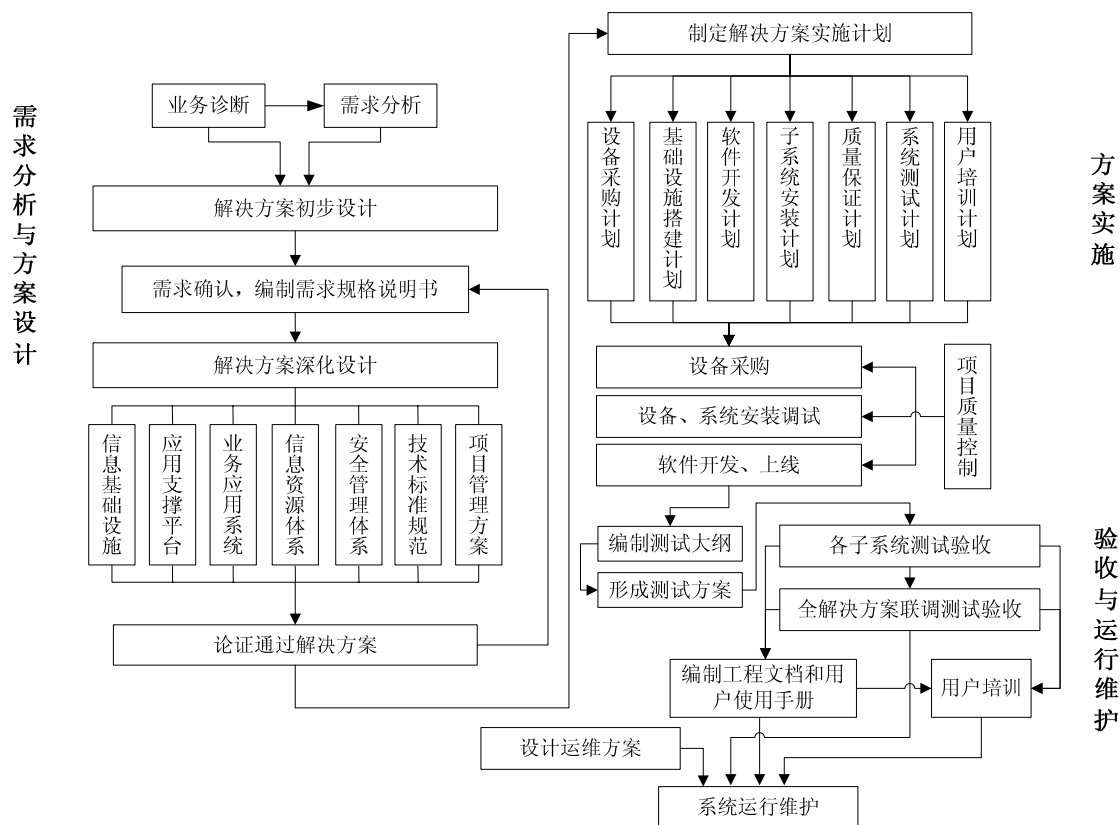 需求分析与方案设计
业务诊断
需求分析
解决方案初步设计
需求确认，编制需求规格说明书
解决方案深化设计
信息基础设施
应用支撑平台
业务应用系统
信息资源体系
安全管理体系
技术标准规范
项目管理方案
论证通过解决方案
方案实施
制定解决方案实施计划
设备采购计划
基础设施搭建计划
软件开发计划
子系统安装计划
质量保证计划
系统测试计划
用户培训计划
设备采购
设备、系统安装调试
软件开发、上线
项目质量控制
验收与运行维护
编制测试大纲
形成测试方案
各子系统测试验收
全解决方案联调测试验收
编制工程文档和用
户使用手册
用户培训
设计运维方案
系统运行维护